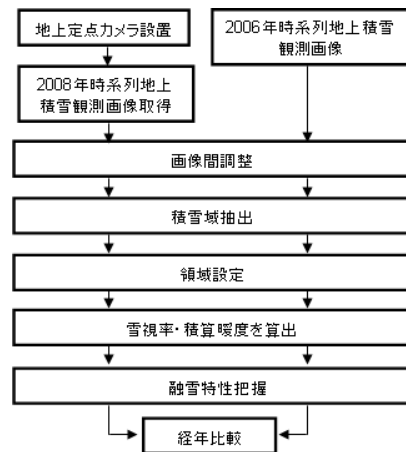 地上定点カメラ設置
2006年時系列地上積雪
観測画像
2008年時系列地上
積雪観測画像取得
画像間調整
積雪域抽出
領域設定
雪視率・積算暖度を算出
融雪特性把握
経年比較